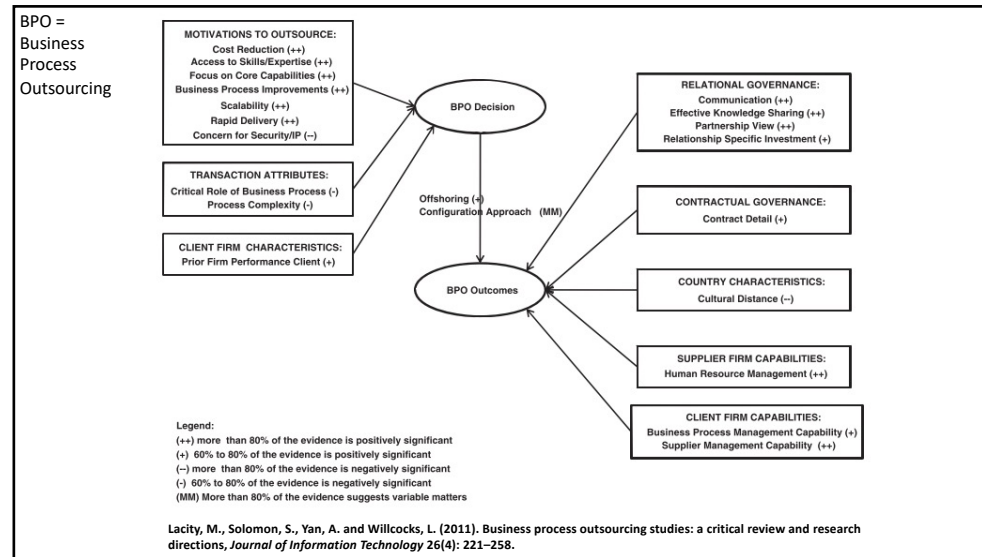 BPO =
Business
Process
Outsourcing
MOTIVATIONS TO OUTSOURCE:
Cost Reduction (++)
Access to Skills/Expertise (++)
Focus on Core Capabilities (++)
Business Process Improvements (++)
Scalability (++)
Rapid Delivery (++)
Concern for Security/IP (--)
TRANSACTION ATTRIBUTES:
Critical Role of Business Process (-)
Process Complexity (-)
CLIENT FIRM CHARACTERISTICS:
Prior Firm Performance Client (+)
BPO Decision
Offshoring (+)
Configuration Approach (MM)
BPO Outcomes
RELATIONAL GOVERNANCE:
Communication (++)
Effective Knowledge Sharing (++)
Partnership View (++)
Relationship Specific Investment (+)
CONTRACTUAL GOVERNANCE:
Contract Detail (+)
COUNTRY CHARACTERISTICS:
Cultural Distance (--)
SUPPLIER FIRM CAPABILITIES:
Human Resource Management (++)
CLIENT FIRM CAPABILITIES:
Business Process Management Capability (+)
Supplier Management Capability (++)
Legend:
(++) more than 80% of the evidence is positively significant
(+) 60% to 80% of the evidence is positively significant
(--) more than 80% of the evidence is negatively significant
(-) 60% to 80% of the evidence is negatively significant
(MM) More than 80% of the evidence suggests variable matters
Lacity, M., Solomon, S., Yan, A. and Willcocks, L. (2011). Business process outsourcing studies: a critical review and research
directions, Journal of Information Technology 26(4): 221–258.